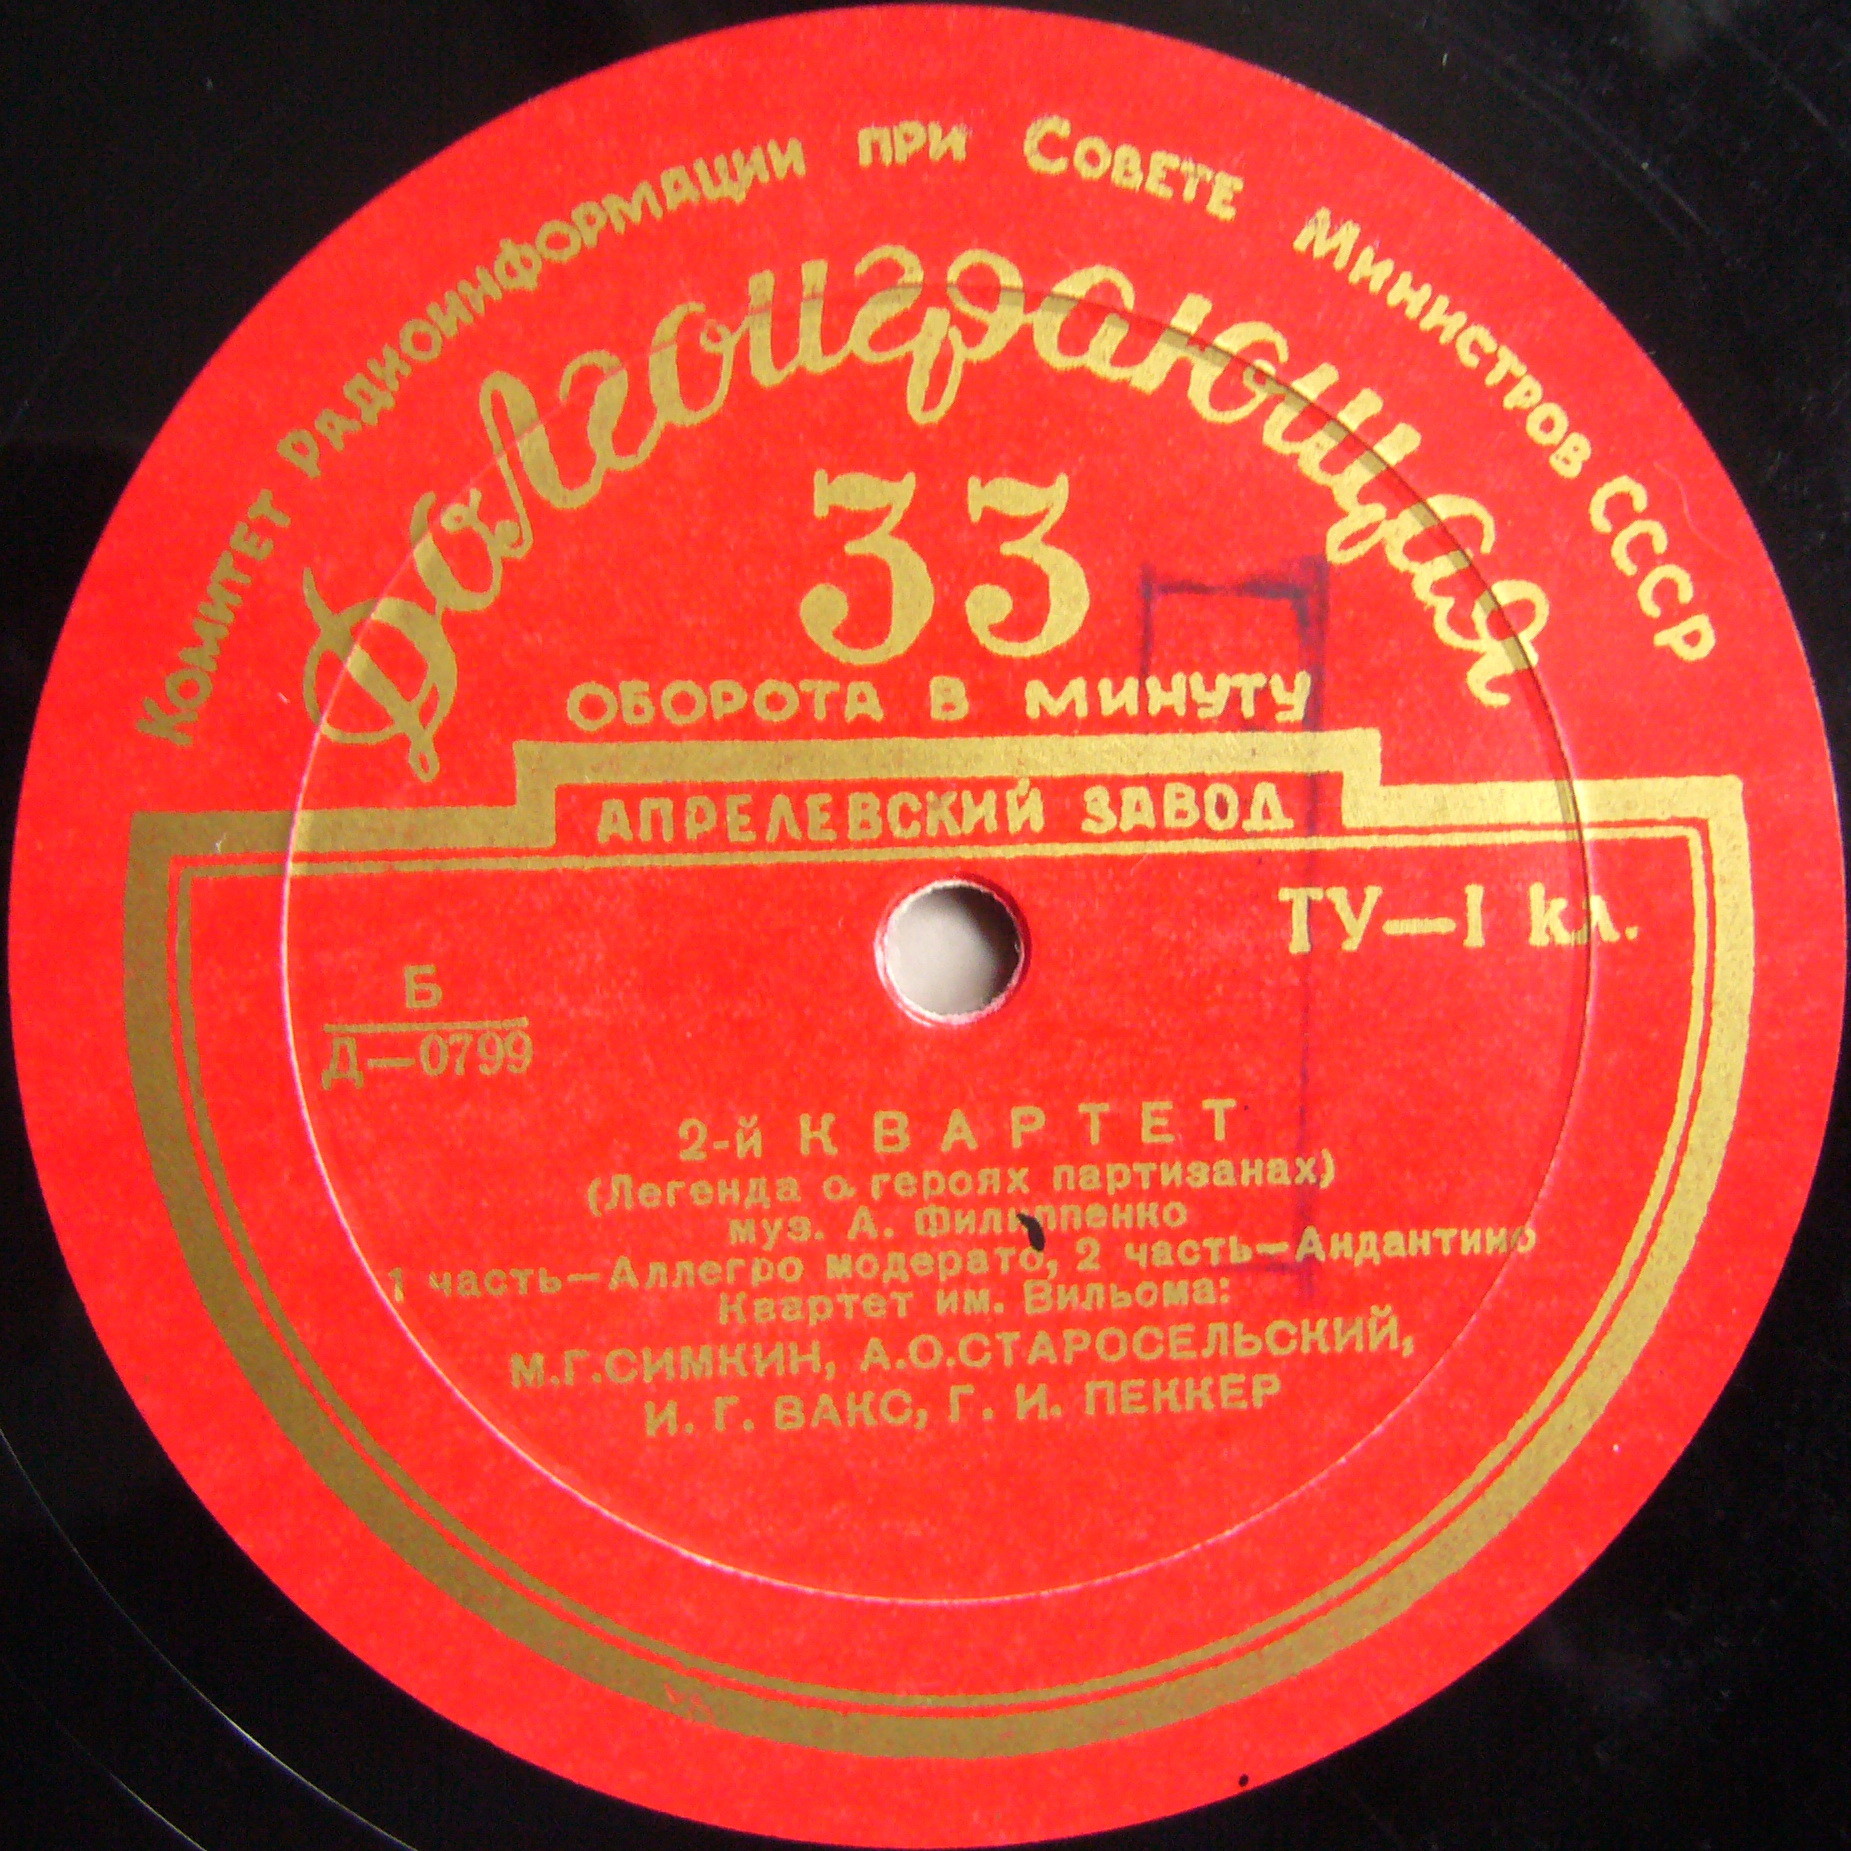 Комитет Радиоинформации при Совете Министров СССР
Долгоиграющая
33
ОБОРОТА В МИНУТУ
АПРЕЛЕВСКИЙ ЗАВОД
ТУ—I кл.
Б
Д—0799
2-й КВАРТЕТ
(Легенда о героях партизанах)
муз. А. Филиппенко
1 часть—Аллегро модерато, 2 часть—Андантино
Квартет им. Вильома:
М.Г.СИМКИН, А.О.СТАРОСЕЛЬСКИЙ,
И. Г. ВАКС, Г. И. ПЕККЕР